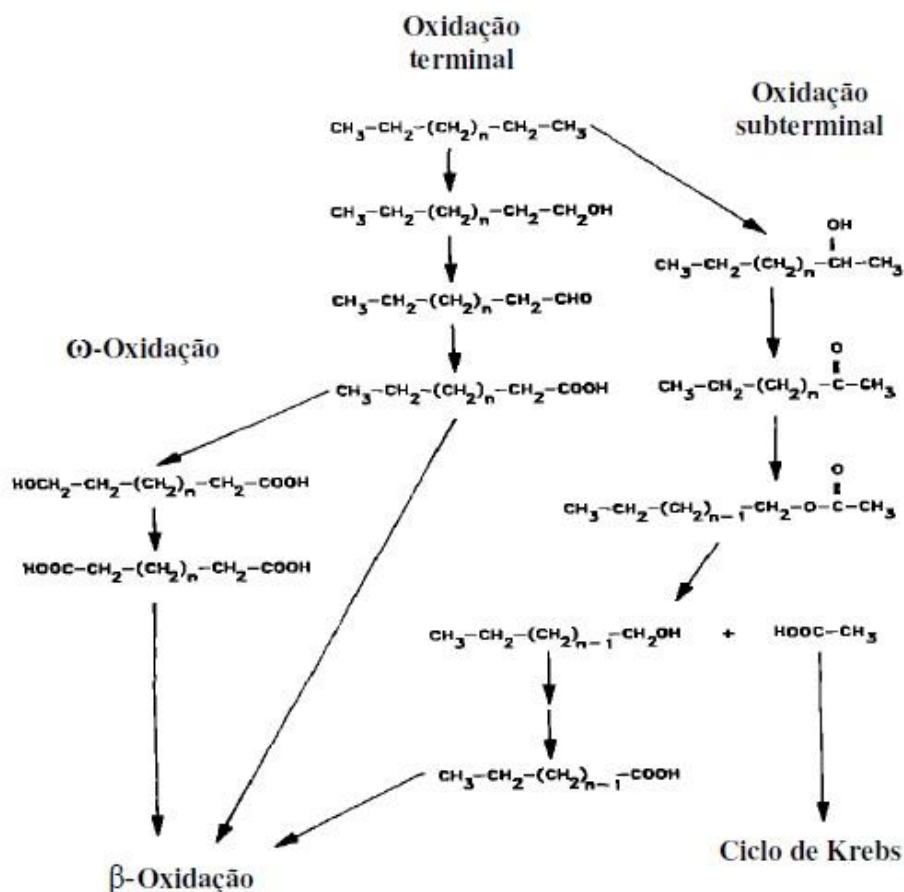 Oxidação
terminal
Oxidação
subterminal
CH₃-CH₂-(CH₂)ₙ-CH₂-CH₃
CH₃-CH₂-(CH₂)ₙ-CH₂-CH₂OH
OH
CH₃-CH₂-(CH₂)ₙ-CH-CH₃
CH₃-CH₂-(CH₂)ₙ-CH₂-CHO
ω-Oxidação
O
CH₃-CH₂-(CH₂)ₙ-C-CH₃
CH₃-CH₂-(CH₂)ₙ-CH₂-COOH
HOCH₂-CH₂-(CH₂)ₙ-CH₂-COOH
O
CH₃-CH₂-(CH₂)ₙ₋₁-CH₂-O-C-CH₃
HOOC-CH₂-(CH₂)ₙ-CH₂-COOH
CH₃-CH₂-(CH₂)ₙ₋₁-CH₂OH + HOOC-CH₃
CH₃-CH₂-(CH₂)ₙ₋₁-COOH
Ciclo de Krebs
β-Oxidação